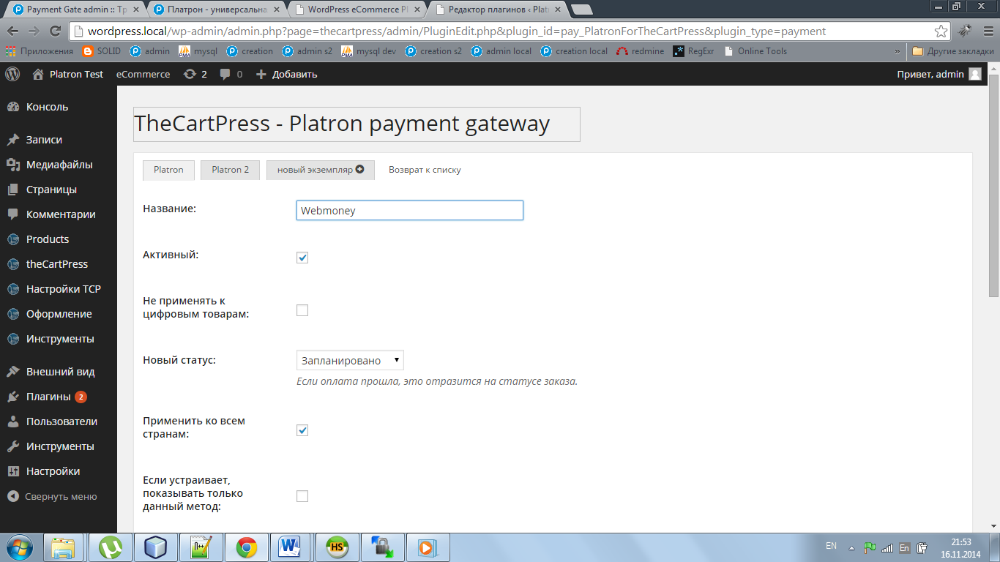 Payment Gate admin :: Тр
Платрон - универсальна
WordPress eCommerce Pl
Редактор плагинов ‹ Plat
wordpress.local/wp-admin/admin.php?page=thecartpress/admin/PluginEdit.php&plugin_id=pay_PlatronForTheCartPress&plugin_type=payment
Приложения SOLID admin mysql creation admin s2 mysql dev creation s2 admin local creation local redmine RegExr Online Tools » Другие закладки
Platron Test eCommerce 2 0 Добавить Привет, admin
Консоль
Записи
Медиафайлы
Страницы
Комментарии
Products
theCartPress
Настройки TCP
Оформление
Инструменты
Внешний вид
Плагины 2
Пользователи
Инструменты
Настройки
Свернуть меню
TheCartPress - Platron payment gateway
Platron Platron 2 новый экземпляр Возврат к списку
Название: Webmoney
Активный:
Не применять к
цифровым товарам:
Новый статус: Запланировано
Если оплата прошла, это отразится на статусе заказа.
Применить ко всем
странам:
Если устраивает,
показывать только
данный метод:
EN En 21:53
16.11.2014